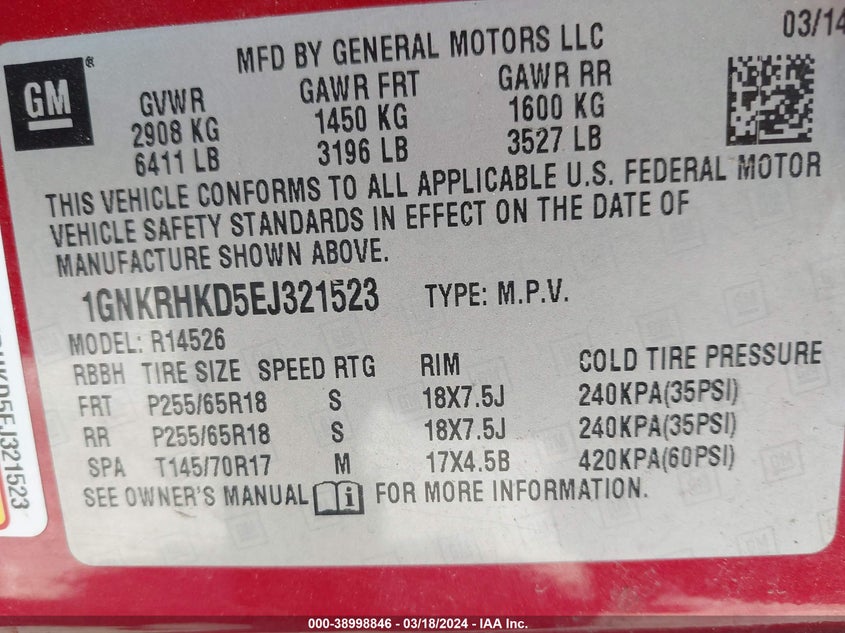 03/14
GM ®
MFD BY GENERAL MOTORS LLC
GVWR GAWR FRT GAWR RR
2908 KG 1450 KG 1600 KG
6411 LB 3196 LB 3527 LB
THIS VEHICLE CONFORMS TO ALL APPLICABLE U.S. FEDERAL MOTOR
VEHICLE SAFETY STANDARDS IN EFFECT ON THE DATE OF
MANUFACTURE SHOWN ABOVE.
1GNKRHKD5EJ321523 TYPE: M.P.V.
MODEL: R14526
RBBH TIRE SIZE SPEED RTG RIM COLD TIRE PRESSURE
FRT P255/65R18 S 18X7.5J 240KPA(35PSI)
RR P255/65R18 S 18X7.5J 240KPA(35PSI)
SPA T145/70R17 M 17X4.5B 420KPA(60PSI)
SEE OWNER'S MANUAL FOR MORE INFORMATION.
HKD5EJ321523
000-38998846 - 03/18/2024 - IAA Inc.